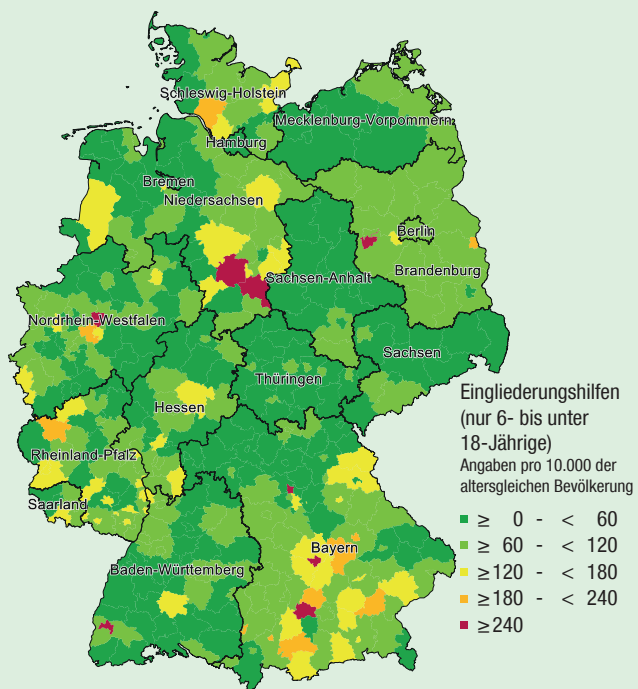 Schleswig-Holstein
Mecklenburg-Vorpommern
Hamburg
Bremen
Niedersachsen
Berlin
Sachsen-Anhalt
Brandenburg
Nordrhein-Westfalen
Sachsen
Thüringen
Hessen
Rheinland-Pfalz
Saarland
Bayern
Baden-Württemberg
Eingliederungshilfen
(nur 6- bis unter
18-Jährige)
Angaben pro 10.000 der
altersgleichen Bevölkerung
≥ 0 - < 60
≥ 60 - < 120
≥120 - < 180
≥180 - < 240
≥240